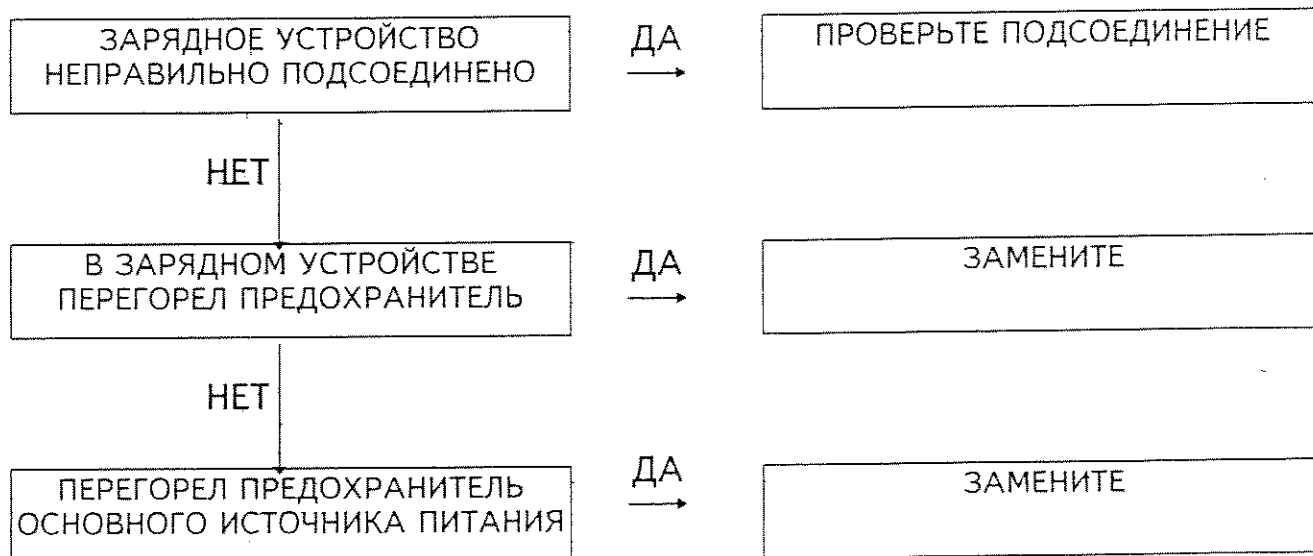 ЗАРЯДНОЕ УСТРОЙСТВО
НЕПРАВИЛЬНО ПОДСОЕДИНЕНО
ДА
ПРОВЕРЬТЕ ПОДСОЕДИНЕНИЕ
НЕТ
В ЗАРЯДНОМ УСТРОЙСТВЕ
ПЕРЕГОРЕЛ ПРЕДОХРАНИТЕЛЬ
ДА
ЗАМЕНИТЕ
НЕТ
ПЕРЕГОРЕЛ ПРЕДОХРАНИТЕЛЬ
ОСНОВНОГО ИСТОЧНИКА ПИТАНИЯ
ДА
ЗАМЕНИТЕ